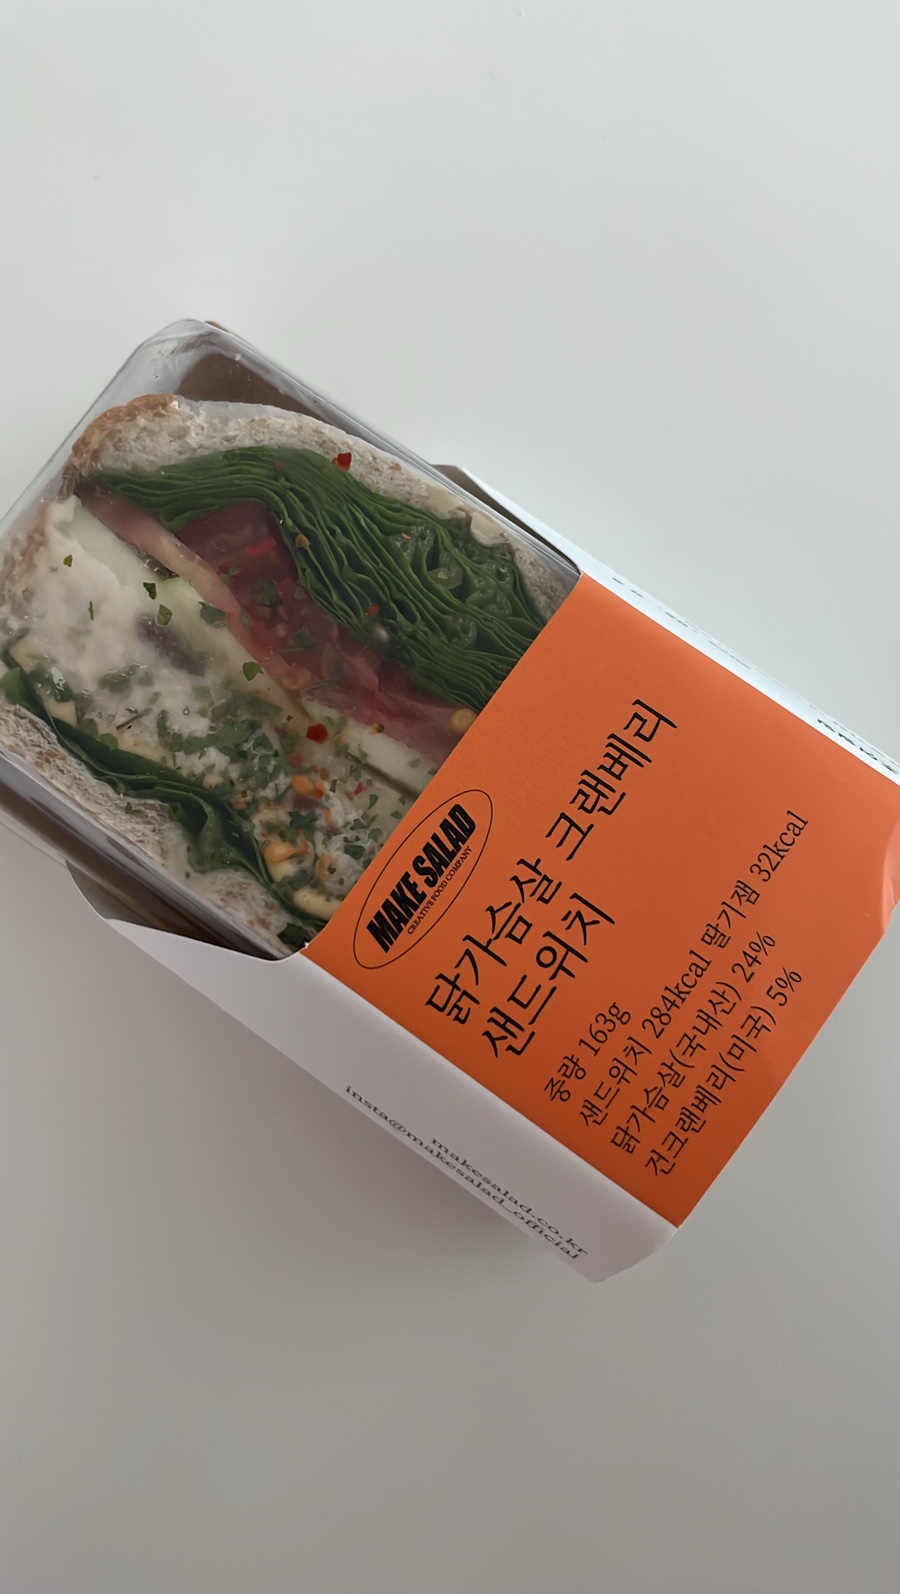 MAKE SALAD
CREATIVE FOOD COMPANY
닭가슴살 크랜베리
샌드위치
중량 163g
샌드위치 284kcal 딸기잼 32kcal
닭가슴살(국내산) 24%
건크랜베리(미국) 5%
makesalad.co.kr
insta@makesalad_official